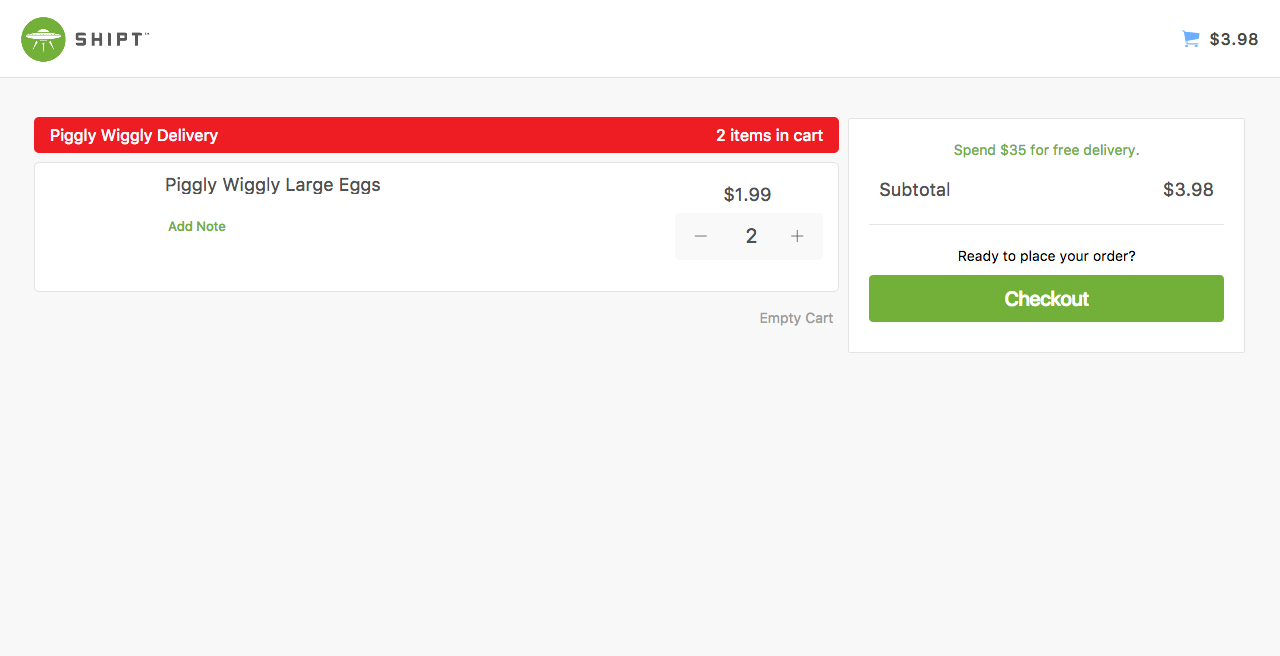 SHIPT™
$3.98
Piggly Wiggly Delivery
2 items in cart
Piggly Wiggly Large Eggs
Add Note
$1.99
− 2 +
Empty Cart
Spend $35 for free delivery.
Subtotal $3.98
Ready to place your order?
Checkout